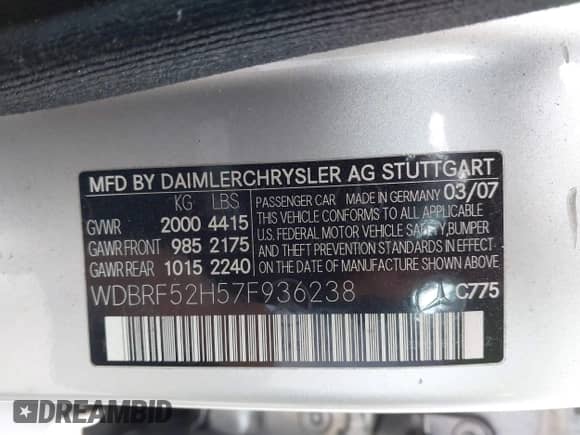 MFD BY DAIMLERCHRYSLER AG STUTTGART
KG LBS
GVWR 2000 4415
GAWR FRONT 985 2175
GAWR REAR 1015 2240
PASSENGER CAR MADE IN GERMANY 03/07
THIS VEHICLE CONFORMS TO ALL APPLICABLE
U.S. FEDERAL MOTOR VEHICLE SAFETY, BUMPER
AND THEFT PREVENTION STANDARDS IN EFFECT
ON THE DATE OF MANUFACTURE SHOWN ABOVE
WDBRF52H57F936238
C775
DREAMBID